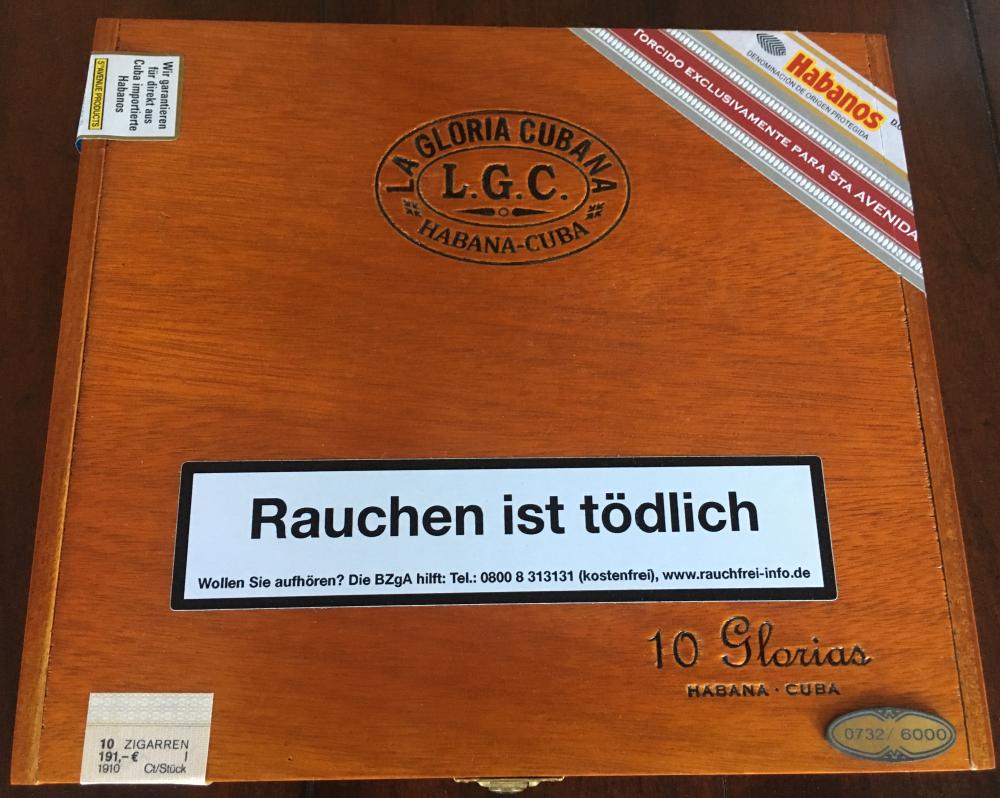 Wir garantieren
für direkt aus
Cuba importierte
Habanos
5THAVENUE PRODUCTS
Habanos
DENOMINACIÓN DE ORIGEN PROTEGIDA
TORCIDO EXCLUSIVAMENTE PARA 5TA AVENIDA
LA GLORIA CUBANA
L.G.C.
HABANA-CUBA
Rauchen ist tödlich
Wollen Sie aufhören? Die BZgA hilft: Tel.: 0800 8 313131 (kostenfrei), www.rauchfrei-info.de
10 Glorias
HABANA · CUBA
0732/ 6000
10 ZIGARREN
191,–€ I
1910 Ct/Stück